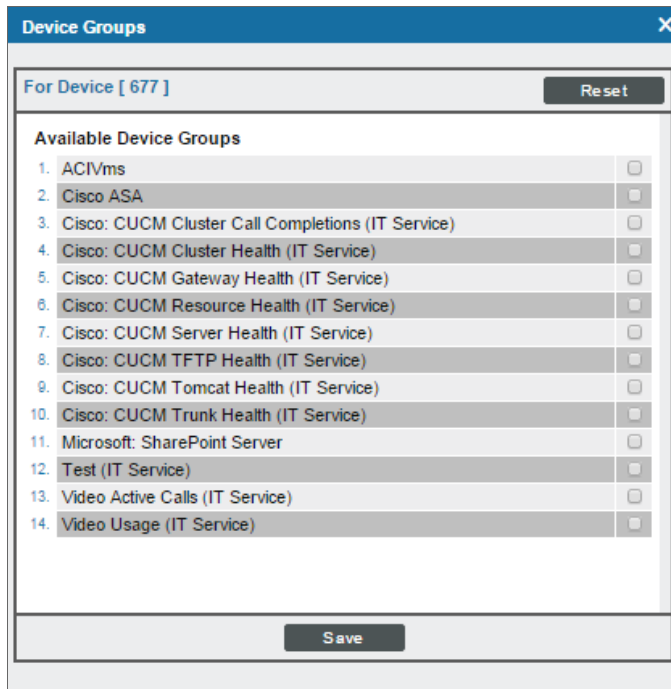 Device Groups
For Device [ 677 ] Reset
Available Device Groups
1. ACIVms
2. Cisco ASA
3. Cisco: CUCM Cluster Call Completions (IT Service)
4. Cisco: CUCM Cluster Health (IT Service)
5. Cisco: CUCM Gateway Health (IT Service)
6. Cisco: CUCM Resource Health (IT Service)
7. Cisco: CUCM Server Health (IT Service)
8. Cisco: CUCM TFTP Health (IT Service)
9. Cisco: CUCM Tomcat Health (IT Service)
10. Cisco: CUCM Trunk Health (IT Service)
11. Microsoft: SharePoint Server
12. Test (IT Service)
13. Video Active Calls (IT Service)
14. Video Usage (IT Service)
Save